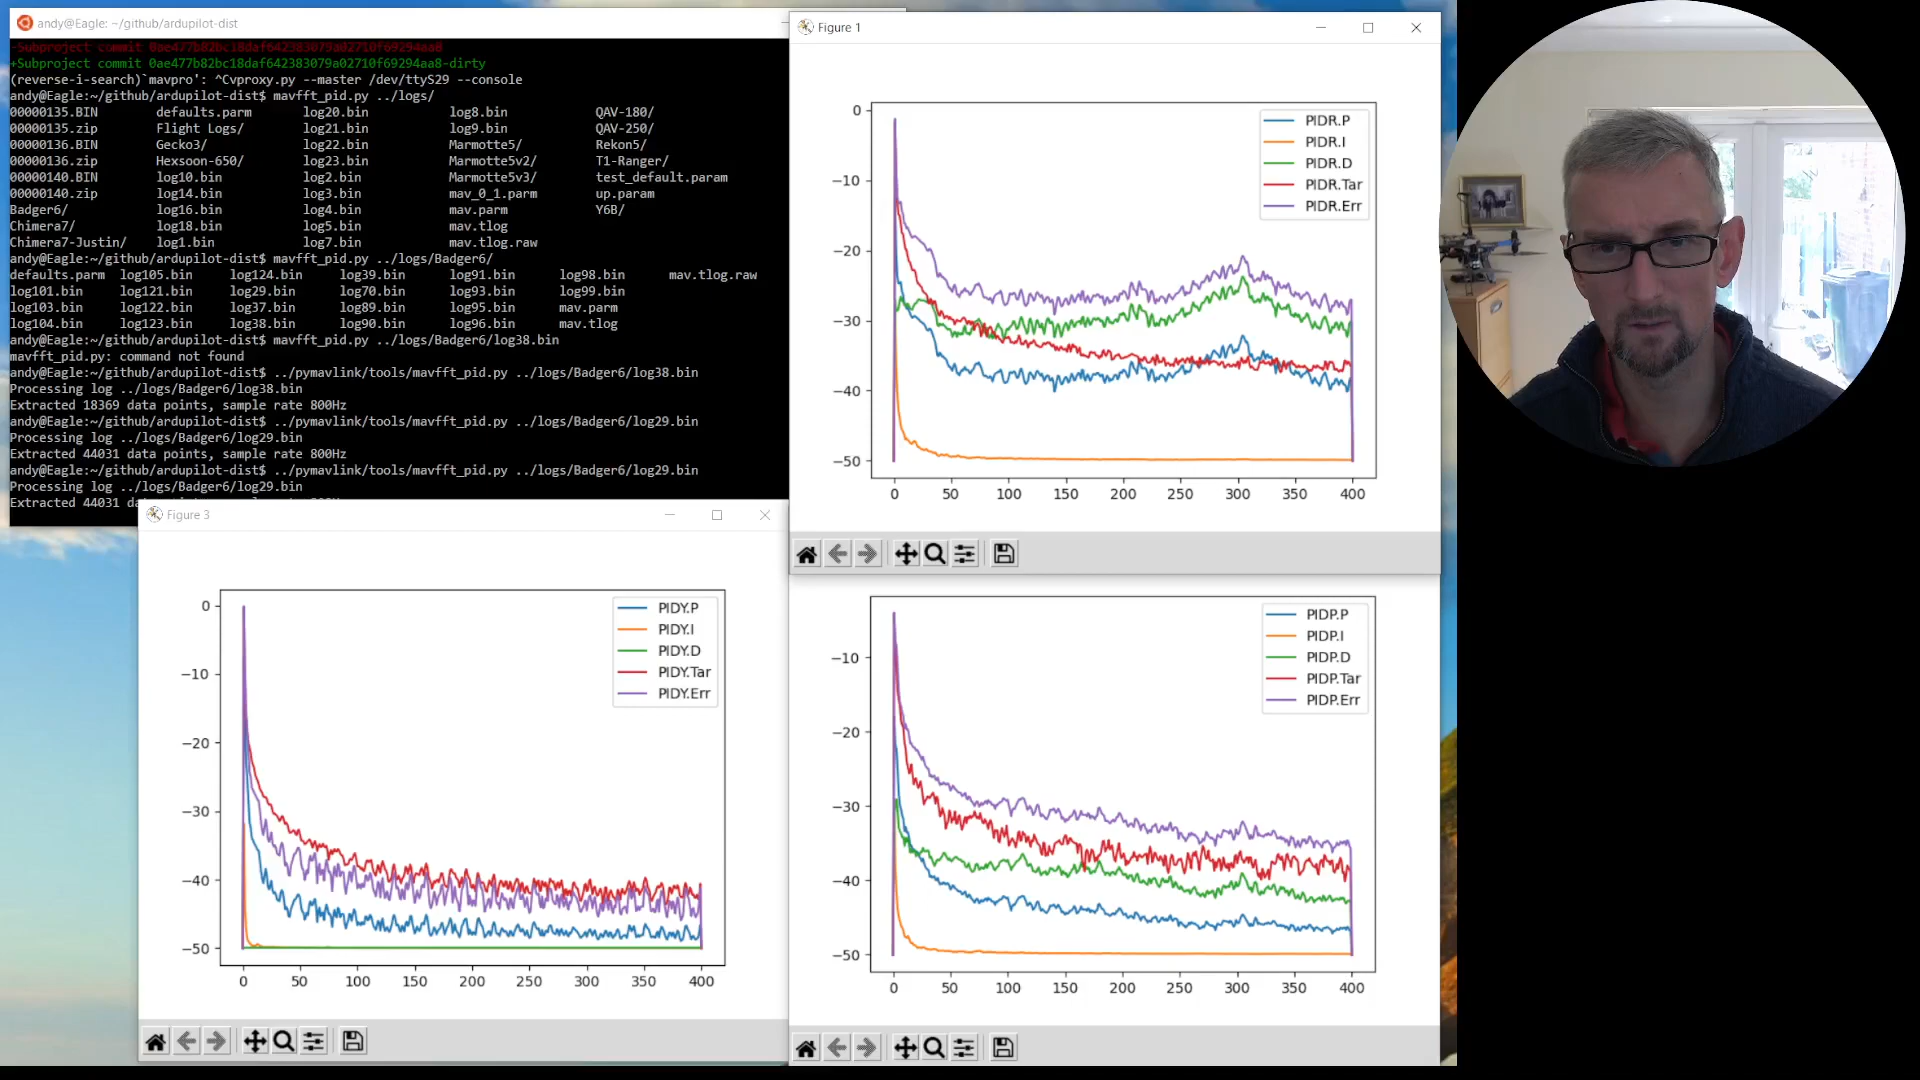 andy@Eagle: ~/github/ardupilot-dist
-Subproject commit 0ae477b82bc18daf642383079a02710f69294aa8
+Subproject commit 0ae477b82bc18daf642383079a02710f69294aa8-dirty
(reverse-i-search)`mavpro': ^Cvproxy.py --master /dev/ttyS29 --console
andy@Eagle:~/github/ardupilot-dist$ mavfft_pid.py ../logs/
00000135.BIN defaults.parm log20.bin log8.bin QAV-180/
00000135.zip Flight Logs/ log21.bin log9.bin QAV-250/
00000136.BIN Gecko3/ log22.bin Marmotte5/ Rekon5/
00000136.zip Hexsoon-650/ log23.bin Marmotte5v2/ T1-Ranger/
00000140.BIN log10.bin log2.bin Marmotte5v3/ test_default.param
00000140.zip log14.bin log3.bin mav_0_1.parm up.param
Badger6/ log16.bin log4.bin mav.parm Y6B/
Chimera7/ log18.bin log5.bin mav.tlog
Chimera7-Justin/ log1.bin log7.bin mav.tlog.raw
andy@Eagle:~/github/ardupilot-dist$ mavfft_pid.py ../logs/Badger6/
defaults.parm log105.bin log124.bin log39.bin log91.bin log98.bin mav.tlog.raw
log101.bin log121.bin log29.bin log70.bin log93.bin log99.bin
log103.bin log122.bin log37.bin log89.bin log95.bin mav.parm
log104.bin log123.bin log38.bin log90.bin log96.bin mav.tlog
andy@Eagle:~/github/ardupilot-dist$ mavfft_pid.py ../logs/Badger6/log38.bin
mavfft_pid.py: command not found
andy@Eagle:~/github/ardupilot-dist$ ../pymavlink/tools/mavfft_pid.py ../logs/Badger6/log38.bin
Processing log ../logs/Badger6/log38.bin
Extracted 18369 data points, sample rate 800Hz
andy@Eagle:~/github/ardupilot-dist$ ../pymavlink/tools/mavfft_pid.py ../logs/Badger6/log29.bin
Processing log ../logs/Badger6/log29.bin
Extracted 44031 data points, sample rate 800Hz
andy@Eagle:~/github/ardupilot-dist$ ../pymavlink/tools/mavfft_pid.py ../logs/Badger6/log29.bin
Processing log ../logs/Badger6/log29.bin
Extracted 44031 da
Figure 1
0
−10
−20
−30
−40
−50
0 50 100 150 200 250 300 350 400
PIDR.P
PIDR.I
PIDR.D
PIDR.Tar
PIDR.Err
Figure 3
0
−10
−20
−30
−40
−50
0 50 100 150 200 250 300 350 400
PIDY.P
PIDY.I
PIDY.D
PIDY.Tar
PIDY.Err
−10
−20
−30
−40
−50
0 50 100 150 200 250 300 350 400
PIDP.P
PIDP.I
PIDP.D
PIDP.Tar
PIDP.Err